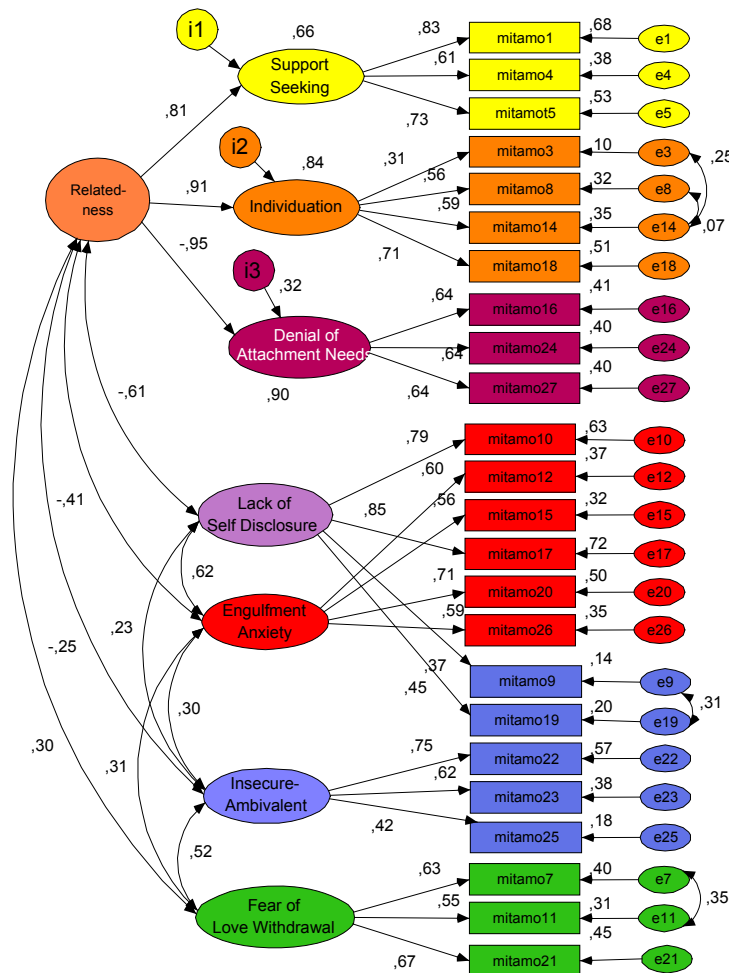 i1
,66
Support
Seeking
,83
mitamo1
,68
e1
,61
mitamo4
,38
e4
,73
mitamot5
,53
e5
,81
i2
,84
Individuation
,31
mitamo3
,10
e3
,25
,56
mitamo8
,32
e8
,59
mitamo14
,35
e14
,07
,71
mitamo18
,51
e18
Related-
ness
,91
-,95
i3
,32
Denial of
Attachment Needs
,90
,64
mitamo16
,41
e16
,64
mitamo24
,40
e24
,64
mitamo27
,40
e27
-,61
-,41
-,25
,30
Lack of
Self Disclosure
,79
mitamo10
,63
e10
,60
mitamo12
,37
e12
,56
mitamo15
,32
e15
,85
mitamo17
,72
e17
,62
Engulfment
Anxiety
,71
mitamo20
,50
e20
,59
mitamo26
,35
e26
,23
,37
mitamo9
,14
e9
,31
,45
mitamo19
,20
e19
,30
,31
Insecure-
Ambivalent
,75
mitamo22
,57
e22
,62
mitamo23
,38
e23
,42
mitamo25
,18
e25
,52
Fear of
Love Withdrawal
,63
mitamo7
,40
e7
,35
,55
mitamo11
,31
e11
,67
mitamo21
,45
e21